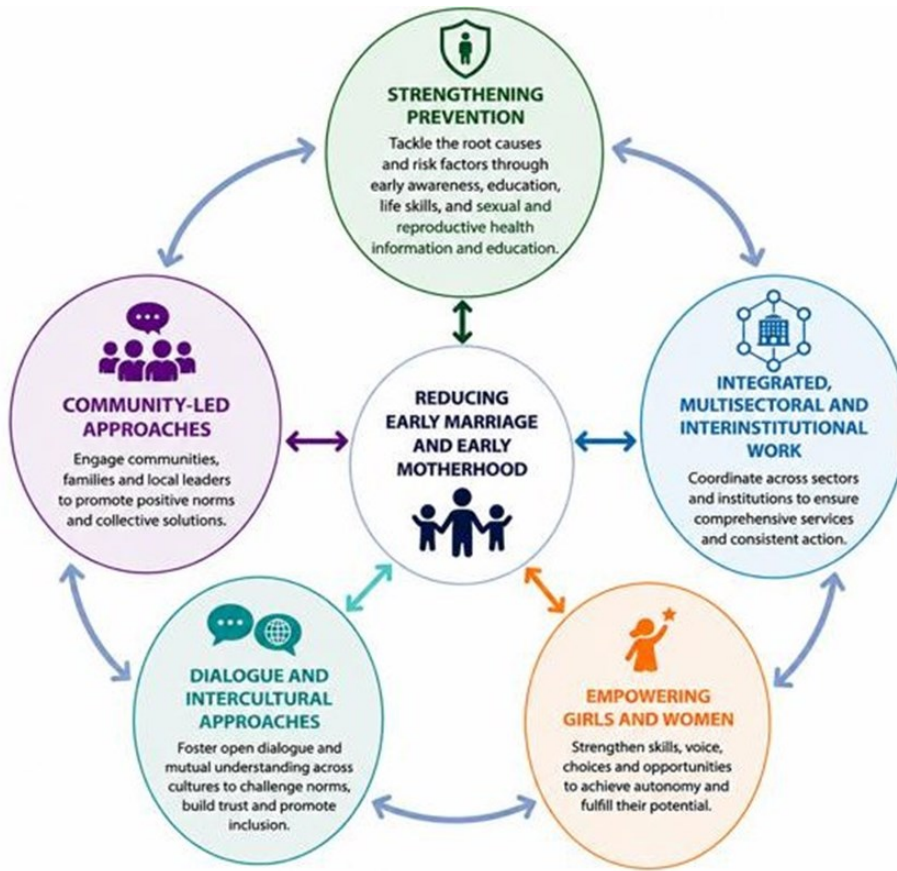 STRENGTHENING
PREVENTION
Tackle the root causes
and risk factors through
early awareness, education,
life skills, and sexual and
reproductive health
information and education.
COMMUNITY-LED
APPROACHES
Engage communities,
families and local leaders
to promote positive norms
and collective solutions.
REDUCING
EARLY MARRIAGE
AND EARLY
MOTHERHOOD
INTEGRATED,
MULTISECTORAL AND
INTERINSTITUTIONAL
WORK
Coordinate across sectors
and institutions to ensure
comprehensive services
and consistent action.
DIALOGUE AND
INTERCULTURAL
APPROACHES
Foster open dialogue and
mutual understanding across
cultures to challenge norms,
build trust and promote
inclusion.
EMPOWERING
GIRLS AND WOMEN
Strengthen skills, voice,
choices and opportunities
to achieve autonomy and
fulfill their potential.